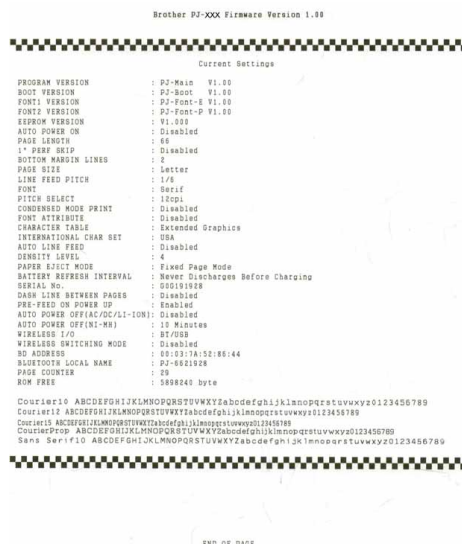 Brother PJ-XXX Firmware Version 1.00
Current Settings
PROGRAM VERSION : PJ-Main V1.00
BOOT VERSION : PJ-Boot V1.00
FONT1 VERSION : PJ-Font-E V1.00
FONT2 VERSION : PJ-Font-P V1.00
EEPROM VERSION : V1.000
AUTO POWER ON : Disabled
PAGE LENGTH : 66
1" PERF SKIP : Disabled
BOTTOM MARGIN LINES : 2
PAGE SIZE : Letter
LINE FEED PITCH : 1/6
FONT : Serif
PITCH SELECT : 12cpi
CONDENSED MODE PRINT : Disabled
FONT ATTRIBUTE : Disabled
CHARACTER TABLE : Extended Graphics
INTERNATIONAL CHAR SET : USA
AUTO LINE FEED : Disabled
DENSITY LEVEL : 4
PAPER EJECT MODE : Fixed Page Mode
BATTERY REFRESH INTERVAL : Never Discharges Before Charging
SERIAL No. : G0G191928
DASH LINE BETWEEN PAGES : Disabled
PRE-FEED ON POWER UP : Enabled
AUTO POWER OFF(AC/DC/LI-ION): Disabled
AUTO POWER OFF(NI-MH) : 10 Minutes
WIRELESS I/O : BT/USB
WIRELESS SWITCHING MODE : Disabled
BD ADDRESS : 00:03:7A:52:86:44
BLUETOOTH LOCAL NAME : PJ-6621928
PAGE COUNTER : 29
ROM FREE : 5898240 byte
Courier10 ABCDEFGHIJKLMNOPQRSTUVWXYZabcdefghijklmnopqrstuvwxyz0123456789
Courier12 ABCDEFGHIJKLMNOPQRSTUVWXYZabcdefghijklmnopqrstuvwxyz0123456789
Courier15 ABCDEFGHIJKLMNOPQRSTUVWXYZabcdefghijklmnopqrstuvwxyz0123456789
CourierProp ABCDEFGHIJKLMNOPQRSTUVWXYZabcdefghijklmnopqrstuvwxyz0123456789
Sans Serif10 ABCDEFGHIJKLMNOPQRSTUVWXYZabcdefghijklmnopqrstuvwxyz0123456789
END OF PAGE